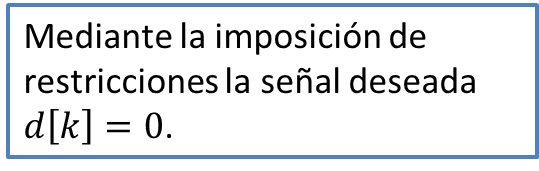 Mediante la imposición de
restricciones la señal deseada
d[k] = 0.